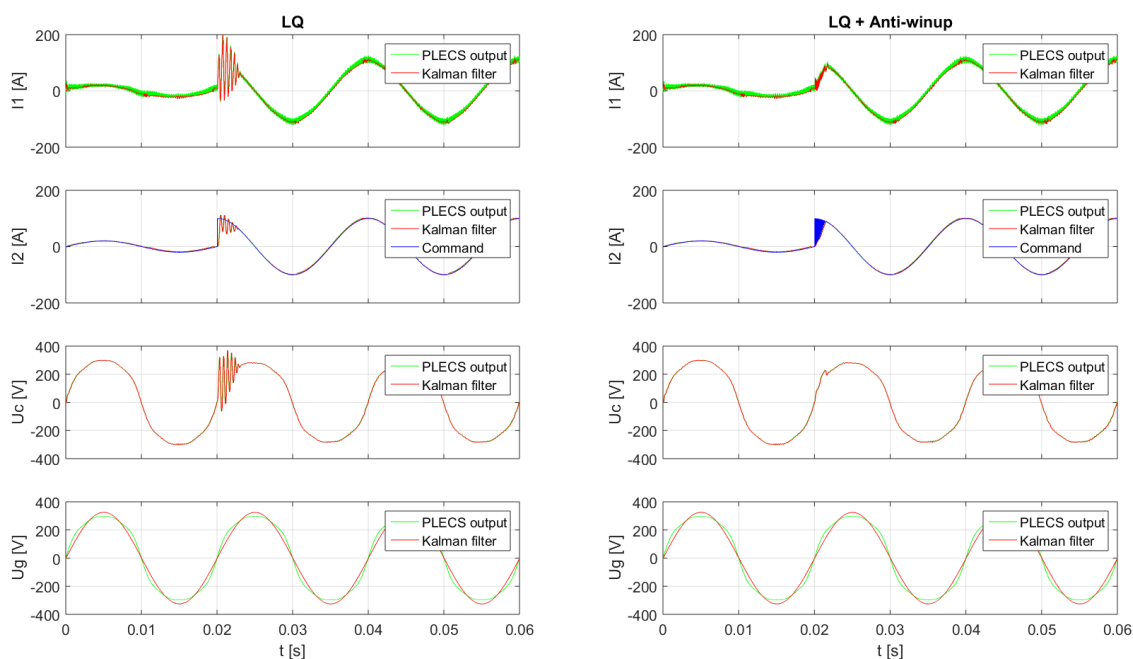 LQ
200
0
-200
I1 [A]
PLECS output
Kalman filter
200
0
-200
I2 [A]
PLECS output
Kalman filter
Command
400
200
0
-200
-400
Uc [V]
PLECS output
Kalman filter
400
200
0
-200
-400
Ug [V]
PLECS output
Kalman filter
0 0.01 0.02 0.03 0.04 0.05 0.06
t [s]
LQ + Anti-winup
200
0
-200
I1 [A]
PLECS output
Kalman filter
200
0
-200
I2 [A]
PLECS output
Kalman filter
Command
400
200
0
-200
-400
Uc [V]
PLECS output
Kalman filter
400
200
0
-200
-400
Ug [V]
PLECS output
Kalman filter
0 0.01 0.02 0.03 0.04 0.05 0.06
t [s]